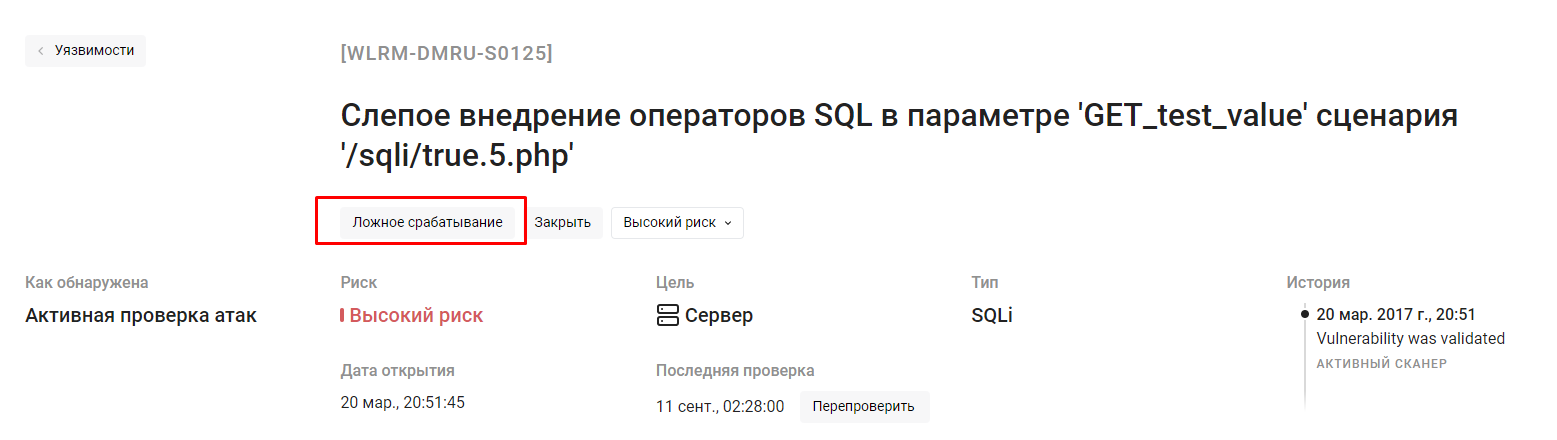 Уязвимости
[WLRM-DMRU-S0125]
Слепое внедрение операторов SQL в параметре 'GET_test_value' сценария
'/sqli/true.5.php'
Ложное срабатывание
Закрыть
Высокий риск
Как обнаружена
Активная проверка атак
Риск
Высокий риск
Цель
Сервер
Тип
SQLi
История
20 мар. 2017 г., 20:51
Vulnerability was validated
АКТИВНЫЙ СКАНЕР
Дата открытия
20 мар., 20:51:45
Последняя проверка
11 сент., 02:28:00
Перепроверить